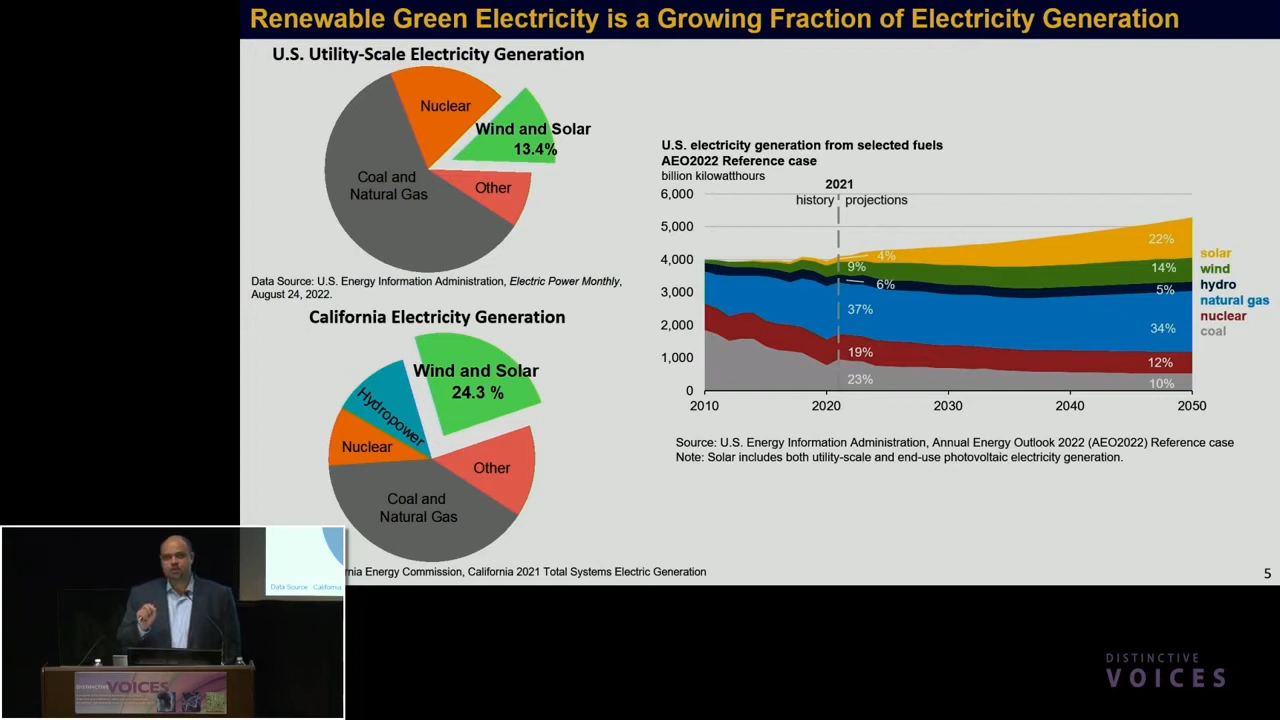 Renewable Green Electricity is a Growing Fraction of Electricity Generation
U.S. Utility-Scale Electricity Generation
Nuclear
Wind and Solar
13.4%
Coal and
Natural Gas
Other
Data Source: U.S. Energy Information Administration, Electric Power Monthly,
August 24, 2022.
California Electricity Generation
Wind and Solar
24.3 %
Hydropower
Nuclear
Other
Coal and
Natural Gas
rnia Energy Commission, California 2021 Total Systems Electric Generation
U.S. electricity generation from selected fuels
AEO2022 Reference case
billion kilowatthours
2021
history
projections
6,000
5,000
4,000
3,000
2,000
1,000
0
4%
9%
6%
37%
19%
23%
22%
14%
5%
34%
12%
10%
solar
wind
hydro
natural gas
nuclear
coal
2010
2020
2030
2040
2050
Source: U.S. Energy Information Administration, Annual Energy Outlook 2022 (AEO2022) Reference case
Note: Solar includes both utility-scale and end-use photovoltaic electricity generation.
5
Data Source California
DISTINCTIVE
VOICES
DISTINCTIVE
VOICES